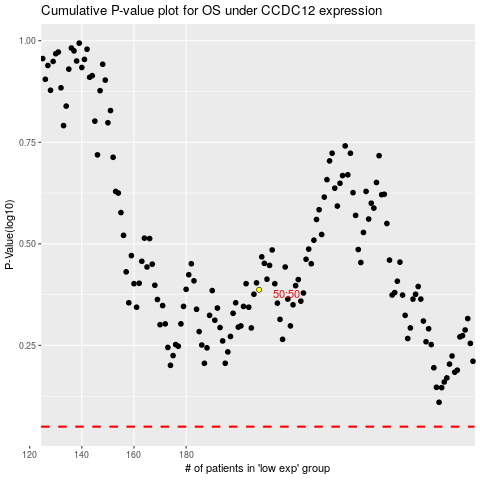 Cumulative P-value plot for OS under CCDC12 expression
P-Value(log10)
1.00
0.75
0.50
0.25
50:50
120 140 160 180
# of patients in 'low exp' group